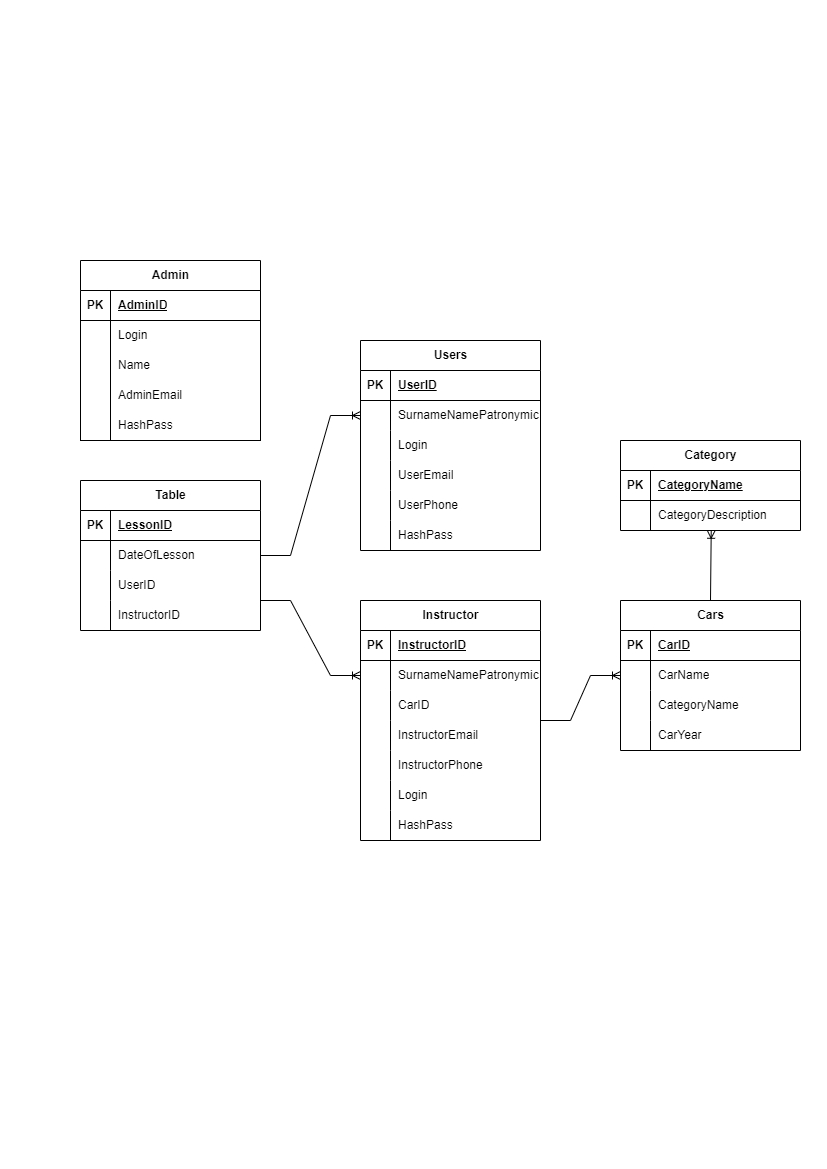 Admin
PK AdminID
Login
Name
AdminEmail
HashPass
Table
PK LessonID
DateOfLesson
UserID
InstructorID
Users
PK UserID
SurnameNamePatronymic
Login
UserEmail
UserPhone
HashPass
Instructor
PK InstructorID
SurnameNamePatronymic
CarID
InstructorEmail
InstructorPhone
Login
HashPass
Category
PK CategoryName
CategoryDescription
Cars
PK CarID
CarName
CategoryName
CarYear